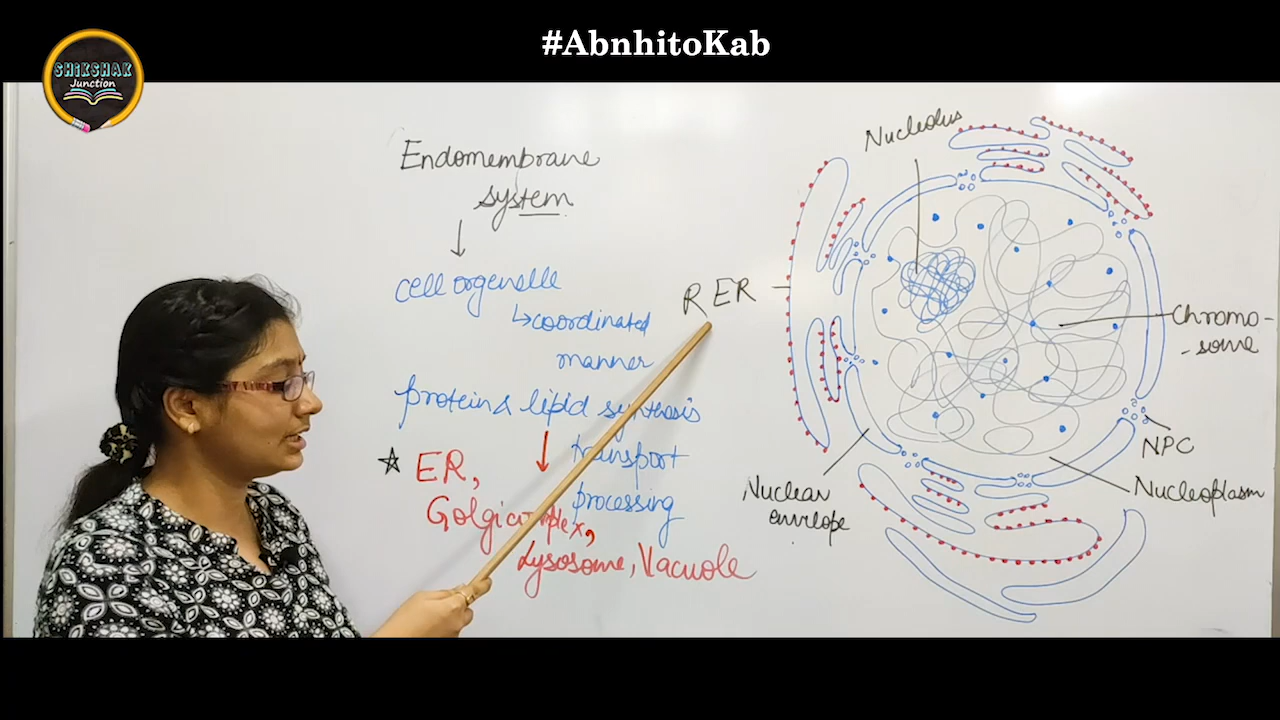 #AbnhitoKab
SHIKSHAK
Junction
Endomembrane
system
cell organelle
↳coordinated
manner
protein & lipid synthesis
transport
processing
☆ ER,
Golgi complex,
Lysosome, Vacuole
Nucleolus
RER
Chromo-
-some
NPC
Nucleoplasm
Nuclear
envelope